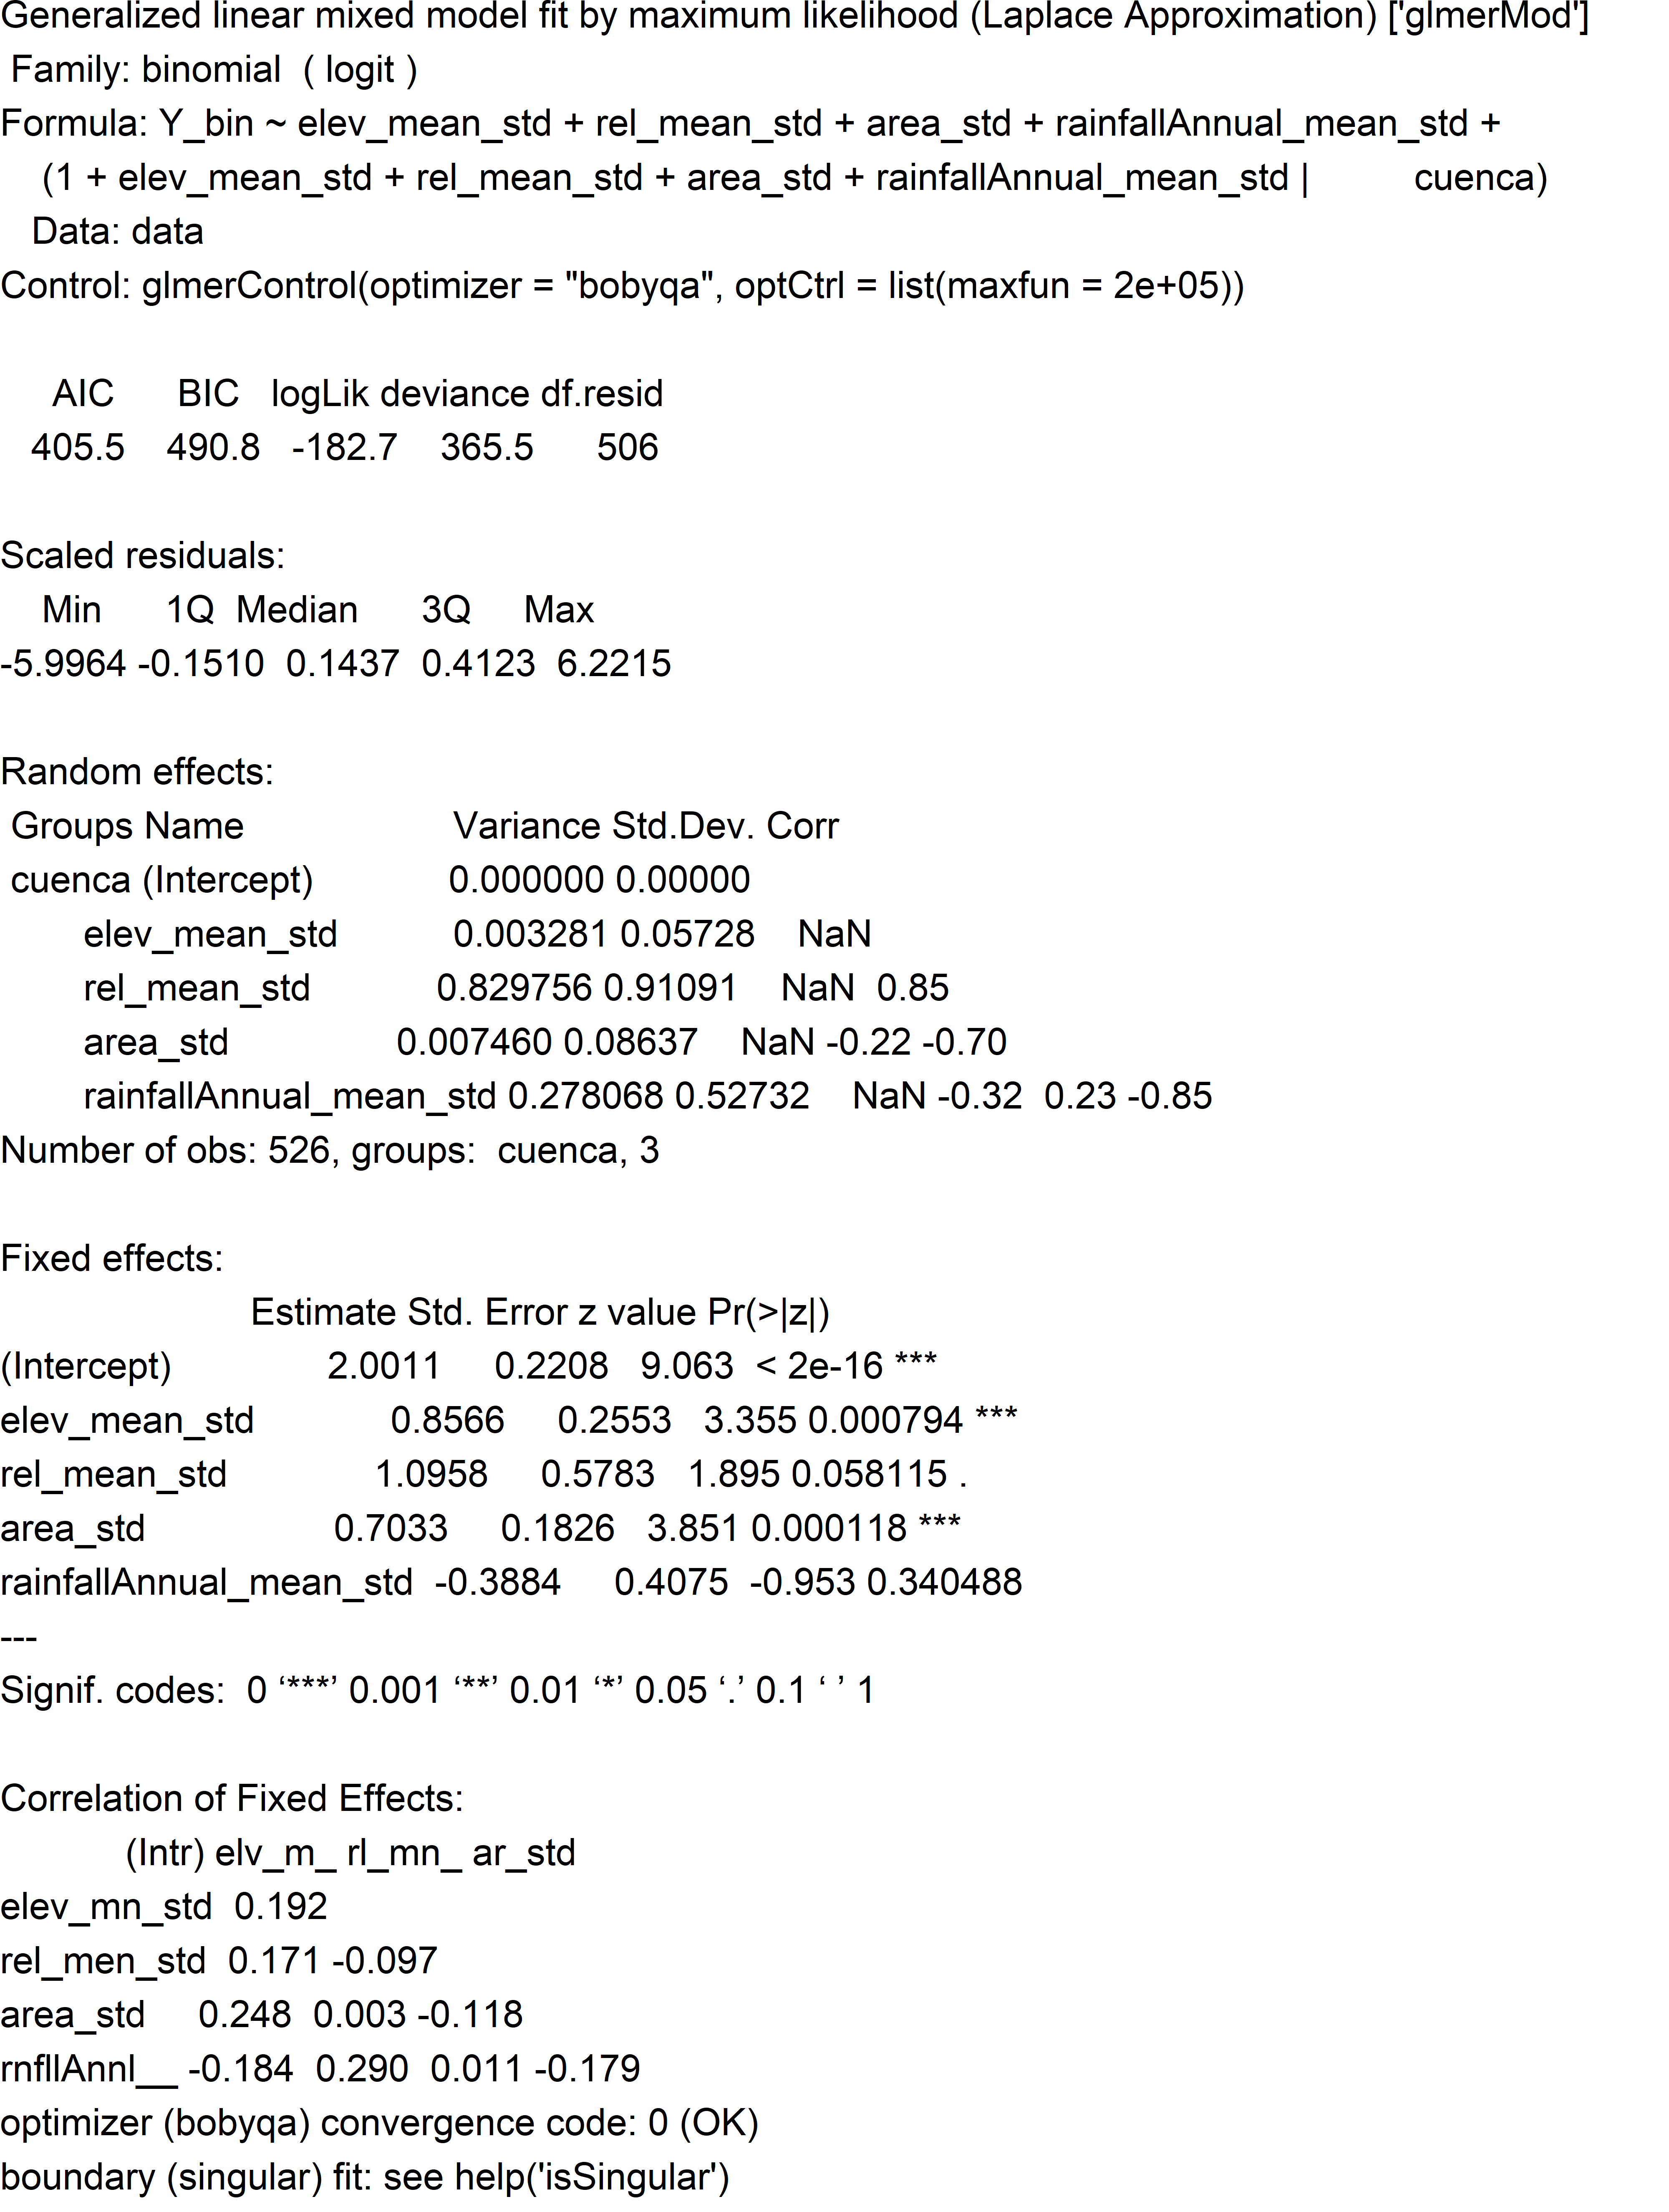 Generalized linear mixed model fit by maximum likelihood (Laplace Approximation) ['glmerMod']
Family: binomial  ( logit )
Formula: Y_bin ~ elev_mean_std + rel_mean_std + area_std + rainfallAnnual_mean_std +
(1 + elev_mean_std + rel_mean_std + area_std + rainfallAnnual_mean_std | cuenca)
Data: data
Control: glmerControl(optimizer = "bobyqa", optCtrl = list(maxfun = 2e+05))
AIC BIC logLik deviance df.resid
405.5 490.8 -182.7 365.5 506
Scaled residuals:
Min 1Q Median 3Q Max
-5.9964 -0.1510 0.1437 0.4123 6.2215
Random effects:
Groups Name Variance Std.Dev. Corr
cuenca (Intercept) 0.000000 0.00000
elev_mean_std 0.003281 0.05728 NaN
rel_mean_std 0.829756 0.91091 NaN 0.85
area_std 0.007460 0.08637 NaN -0.22 -0.70
rainfallAnnual_mean_std 0.278068 0.52732 NaN -0.32 0.23 -0.85
Number of obs: 526, groups: cuenca, 3
Fixed effects:
Estimate Std. Error z value Pr(>|z|)
(Intercept) 2.0011 0.2208 9.063 < 2e-16 ***
elev_mean_std 0.8566 0.2553 3.355 0.000794 ***
rel_mean_std 1.0958 0.5783 1.895 0.058115 .
area_std 0.7033 0.1826 3.851 0.000118 ***
rainfallAnnual_mean_std -0.3884 0.4075 -0.953 0.340488
---
Signif. codes: 0 ‘***’ 0.001 ‘**’ 0.01 ‘*’ 0.05 ‘.’ 0.1 ‘ ’ 1
Correlation of Fixed Effects:
(Intr) elv_m_ rl_mn_ ar_std
elev_mn_std 0.192
rel_men_std 0.171 -0.097
area_std 0.248 0.003 -0.118
rnfllAnnl__ -0.184 0.290 0.011 -0.179
optimizer (bobyqa) convergence code: 0 (OK)
boundary (singular) fit: see help('isSingular')